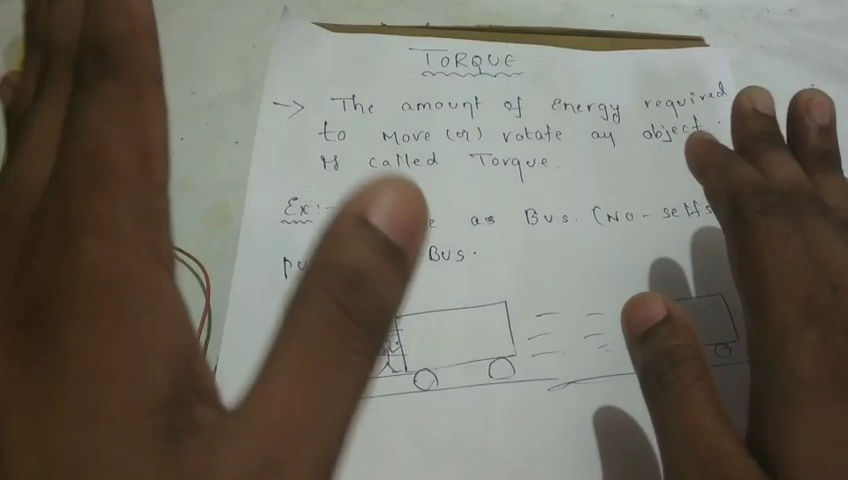 TORQUE
→ The amount of energy required
to move (or) rotate an object.
is called Torque.
Ex:- as Bus. (No-self
Bus.